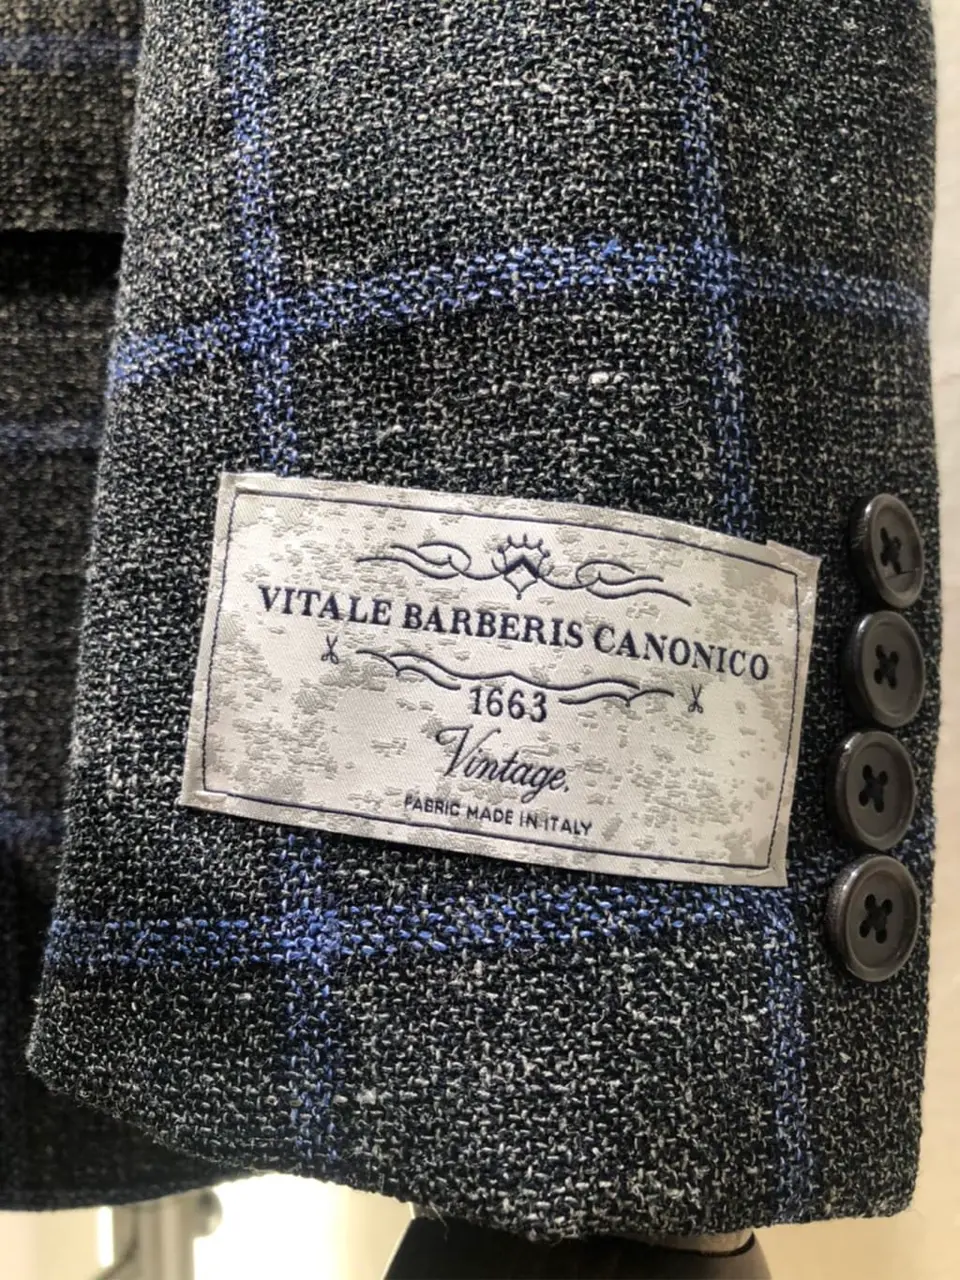 VITALE BARBERIS CANONICO
1663
Vintage.
FABRIC MADE IN ITALY